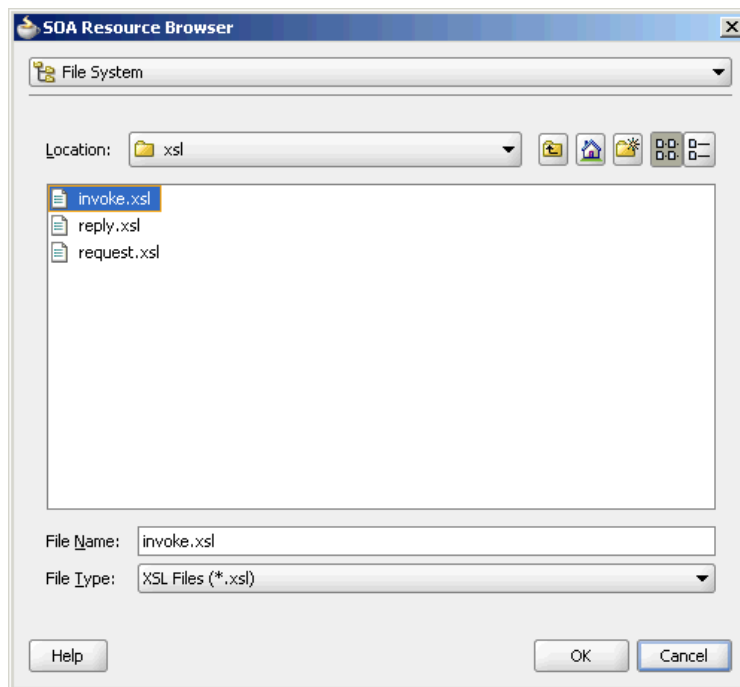 SOA Resource Browser
File System
Location: xsl
invoke.xsl
reply.xsl
request.xsl
File Name: invoke.xsl
File Type: XSL Files (*.xsl)
Help OK Cancel